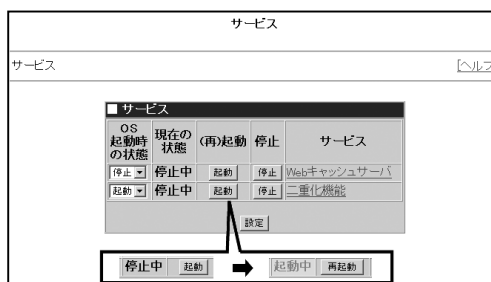 サービス
サービス
[ヘルプ
■ サービス
OS起動時の状態 現在の状態 (再)起動 停止 サービス
停止 停止中 起動 停止 Webキャッシュサーバ
起動 停止中 起動 停止 二重化機能
設定
停止中 起動 ➡ 起動中 再起動